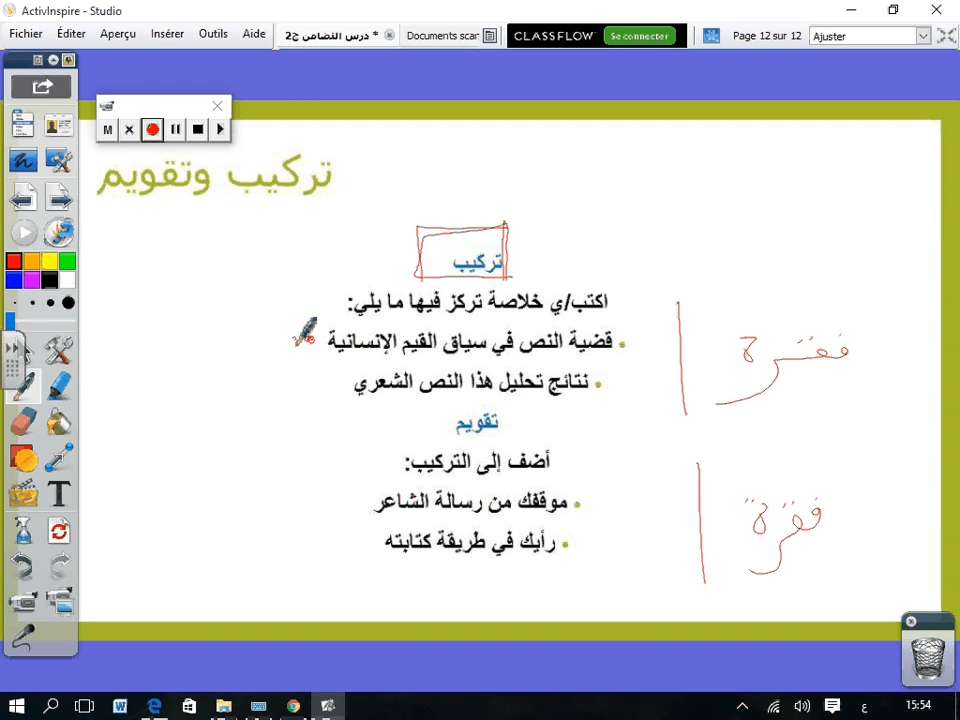 ActivInspire - Studio
Fichier Éditer Aperçu Insérer Outils Aide
درس التضامن ج2 *
Documents scar
CLASSFLOW
Se connecter
Page 12 sur 12
Ajuster
M
تركيب وتقويم
تركيب
اكتب/ي خلاصة تركز فيها ما يلي:
• قضية النص في سياق القيم الإنسانية
• نتائج تحليل هذا النص الشعري
فقرة
تقويم
أضف إلى التركيب:
• موقفك من رسالة الشاعر
• رأيك في طريقة كتابته
فقرة
T
ع
15:54